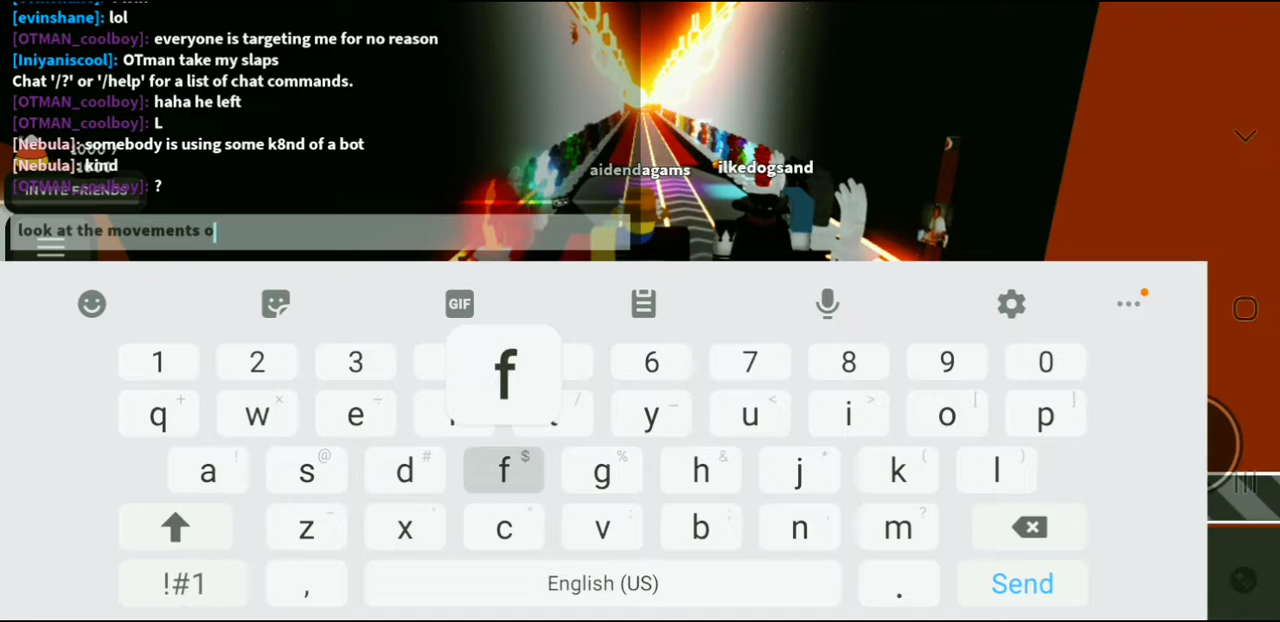 [evinshane]: lol
[OTMAN_coolboy]: everyone is targeting me for no reason
[Iniyaniscool]: OTman take my slaps
Chat '/?' or '/help' for a list of chat commands.
[OTMAN_coolboy]: haha he left
[OTMAN_coolboy]: L
[Nebula]: somebody is using some k8nd of a bot
[Nebula]: kind
[OTMAN_coolboy]: ?
INVITE FRIENDS
aidendagams
ilkedogsand
look at the movements o
GIF
f
1 2 3 6 7 8 9 0
q + w × e ÷ / y _ u < i > o [ p ]
a ! s @ d # f $ g % h & j * k ( l )
z - x ' c " v : b ; n , m ?
!#1 , English (US) . Send